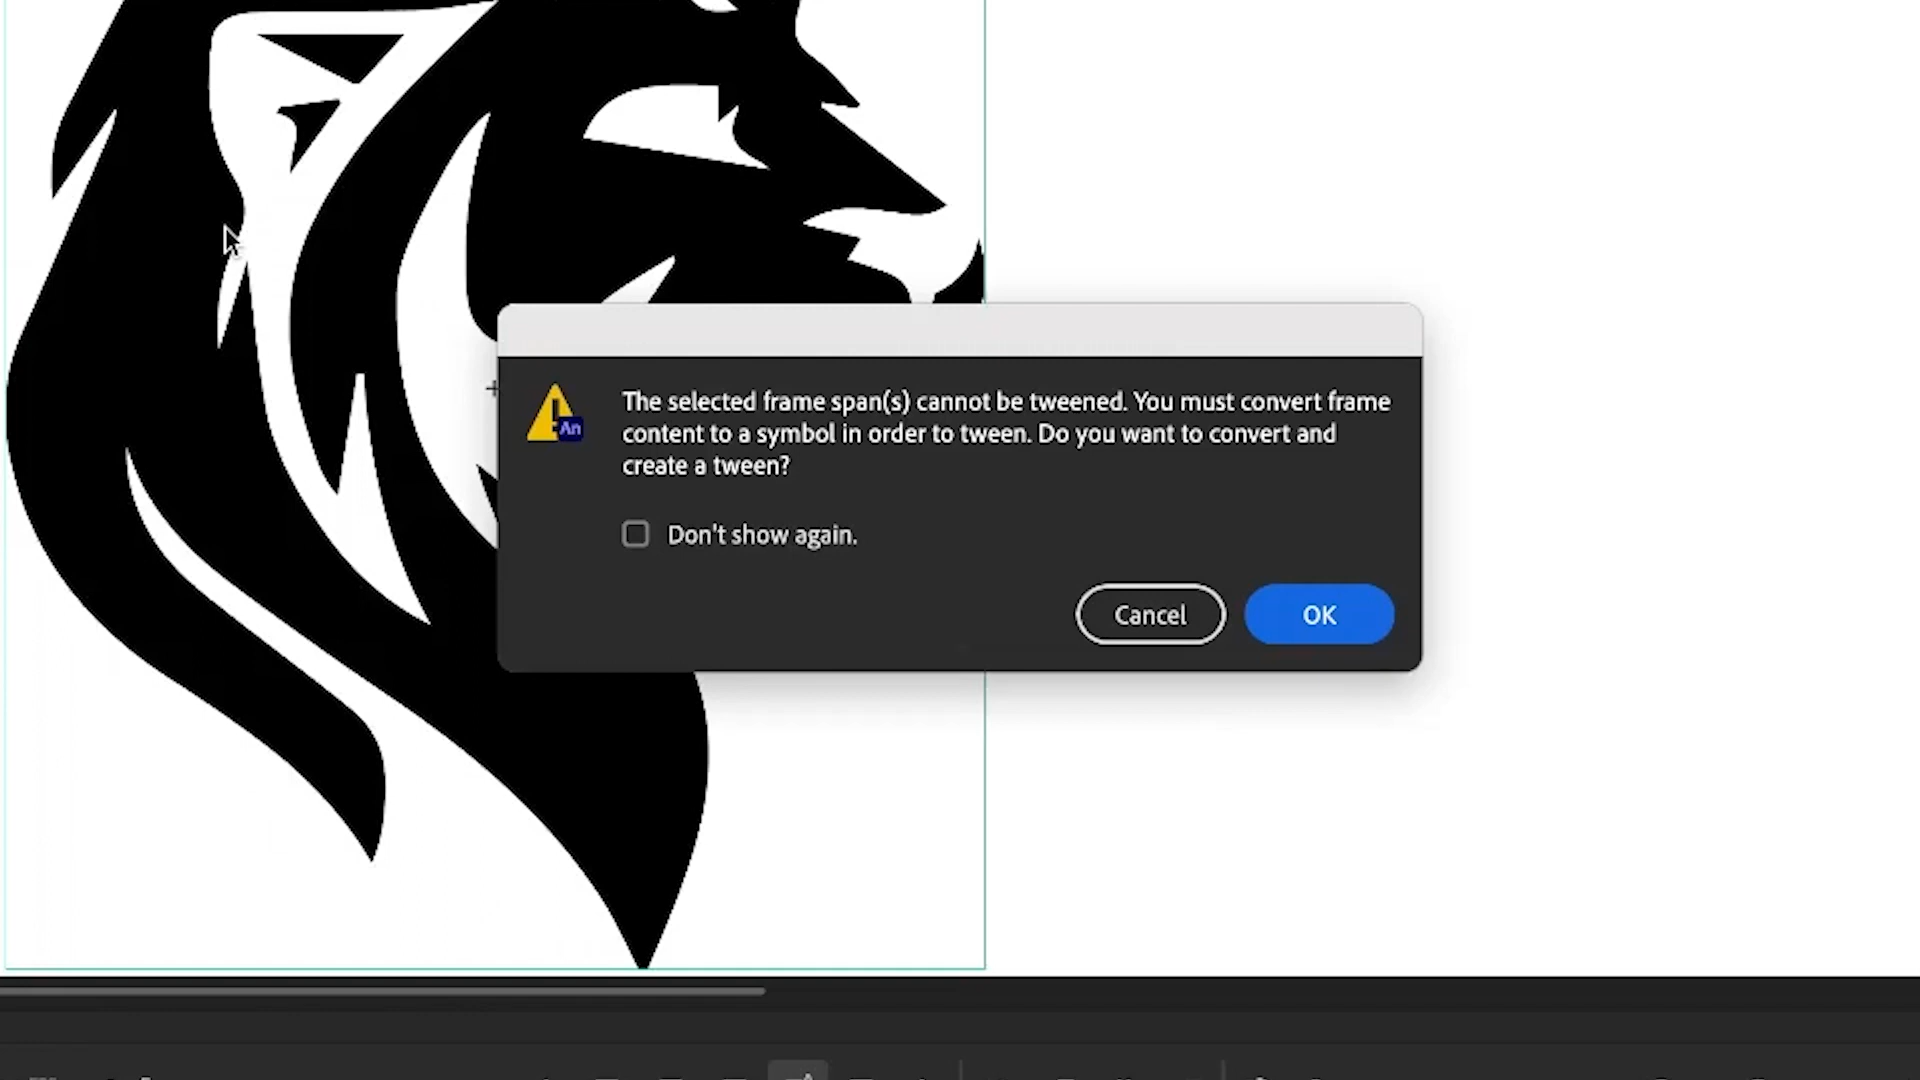 The selected frame span(s) cannot be tweened. You must convert frame
content to a symbol in order to tween. Do you want to convert and
create a tween?
An
Don't show again.
Cancel
OK